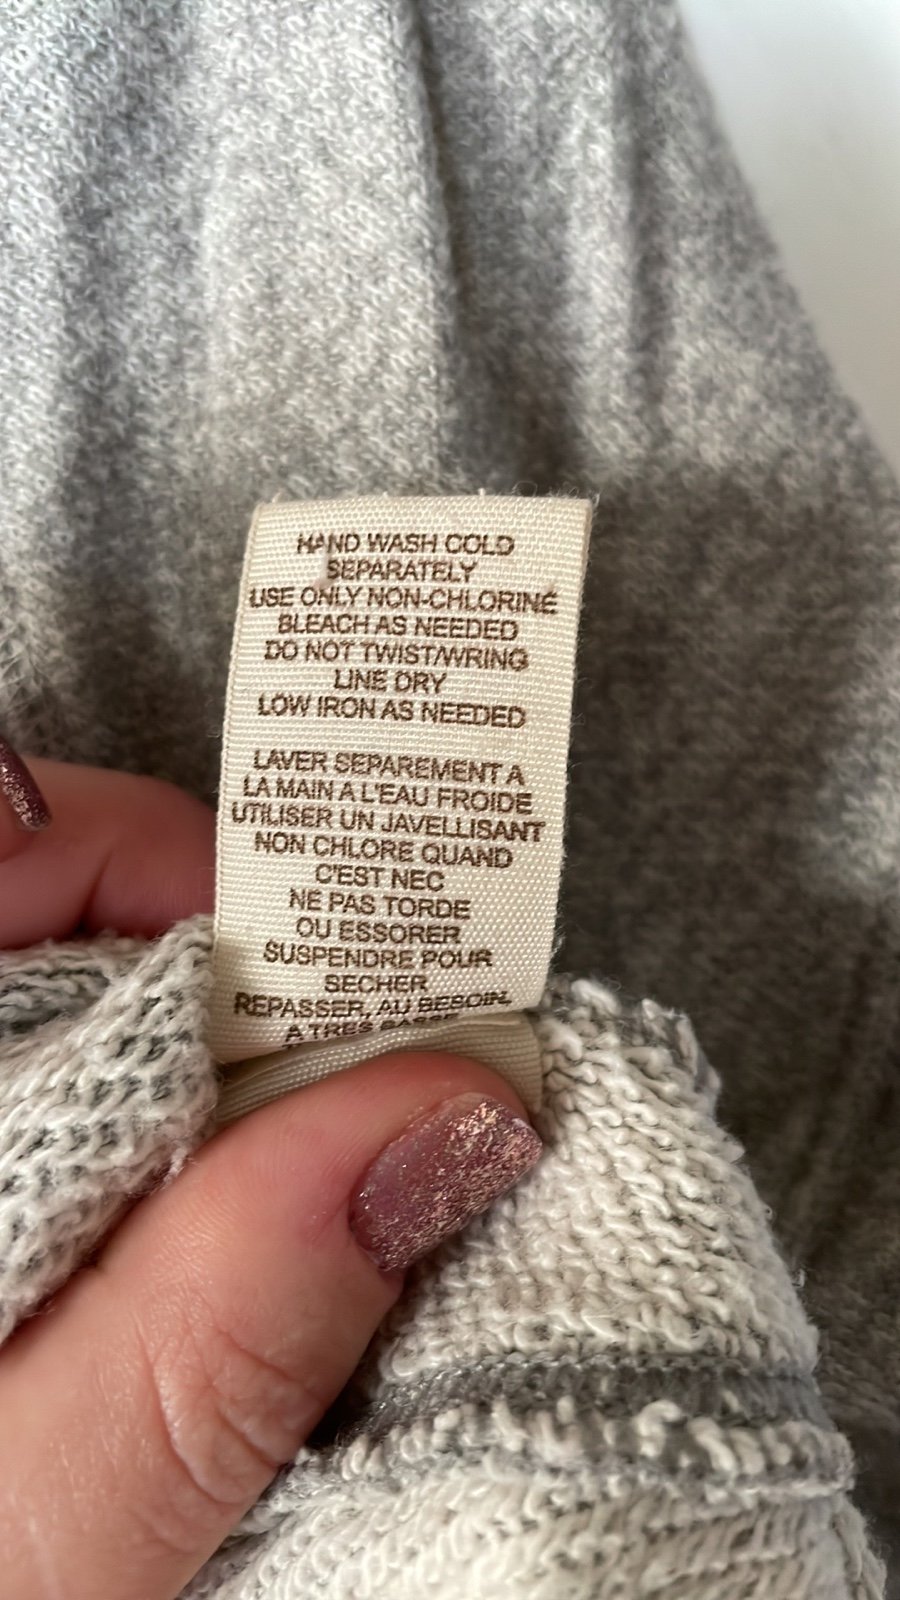 HAND WASH COLD
SEPARATELY
USE ONLY NON-CHLORINE
BLEACH AS NEEDED
DO NOT TWIST/WRING
LINE DRY
LOW IRON AS NEEDED
LAVER SEPAREMENT A
LA MAIN A L'EAU FROIDE
UTILISER UN JAVELLISANT
NON CHLORE QUAND
C'EST NEC
NE PAS TORDE
OU ESSORER
SUSPENDRE POUR
SECHER
REPASSER, AU BESOIN,
A TRES BASSE